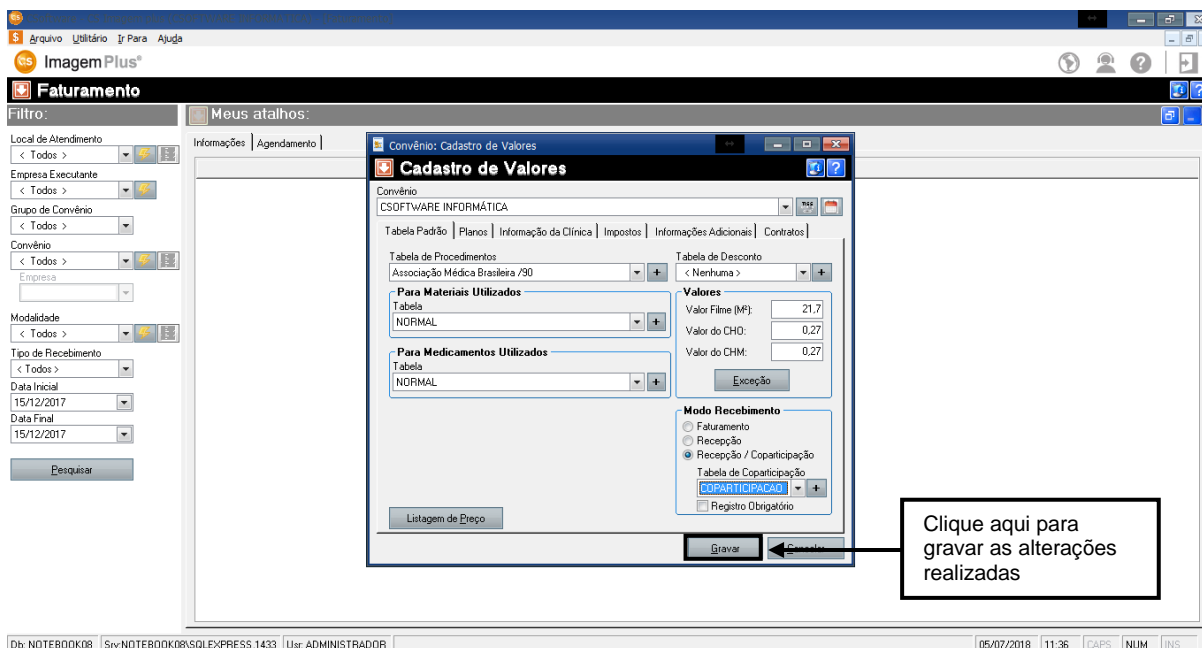 Arquivo Utilitário Ir Para Ajuda
CS ImagemPlus®
Faturamento
Filtro:
Meus atalhos:
Local de Atendimento
< Todos >
Empresa Executante
< Todos >
Grupo de Convênio
< Todos >
Convênio
< Todos >
Empresa
Modalidade
< Todos >
Tipo de Recebimento
< Todos >
Data Inicial
15/12/2017
Data Final
15/12/2017
Pesquisar
Informações Agendamento
Convênio: Cadastro de Valores
Cadastro de Valores
Convênio
CSOFTWARE INFORMÁTICA
Tabela Padrão Planos Informação da Clínica Impostos Informações Adicionais Contratos
Tabela de Procedimentos
Associação Médica Brasileira /90
Tabela de Desconto
< Nenhuma >
Para Materiais Utilizados
Tabela
NORMAL
Para Medicamentos Utilizados
Tabela
NORMAL
Valores
Valor Filme (M²): 21,7
Valor do CHO: 0,27
Valor do CHM: 0,27
Exceção
Modo Recebimento
Faturamento
Recepção
Recepção / Coparticipação
Tabela de Coparticipação
COPARTICIPACAO
Registro Obrigatório
Listagem de Preço
Gravar
Clique aqui para
gravar as alterações
realizadas
Db: NOTEBOOK08 Srv:NOTEBOOK08\SQLEXPRESS,1433 Usr: ADMINISTRADOR 05/07/2018 11:36 CAPS NUM INS